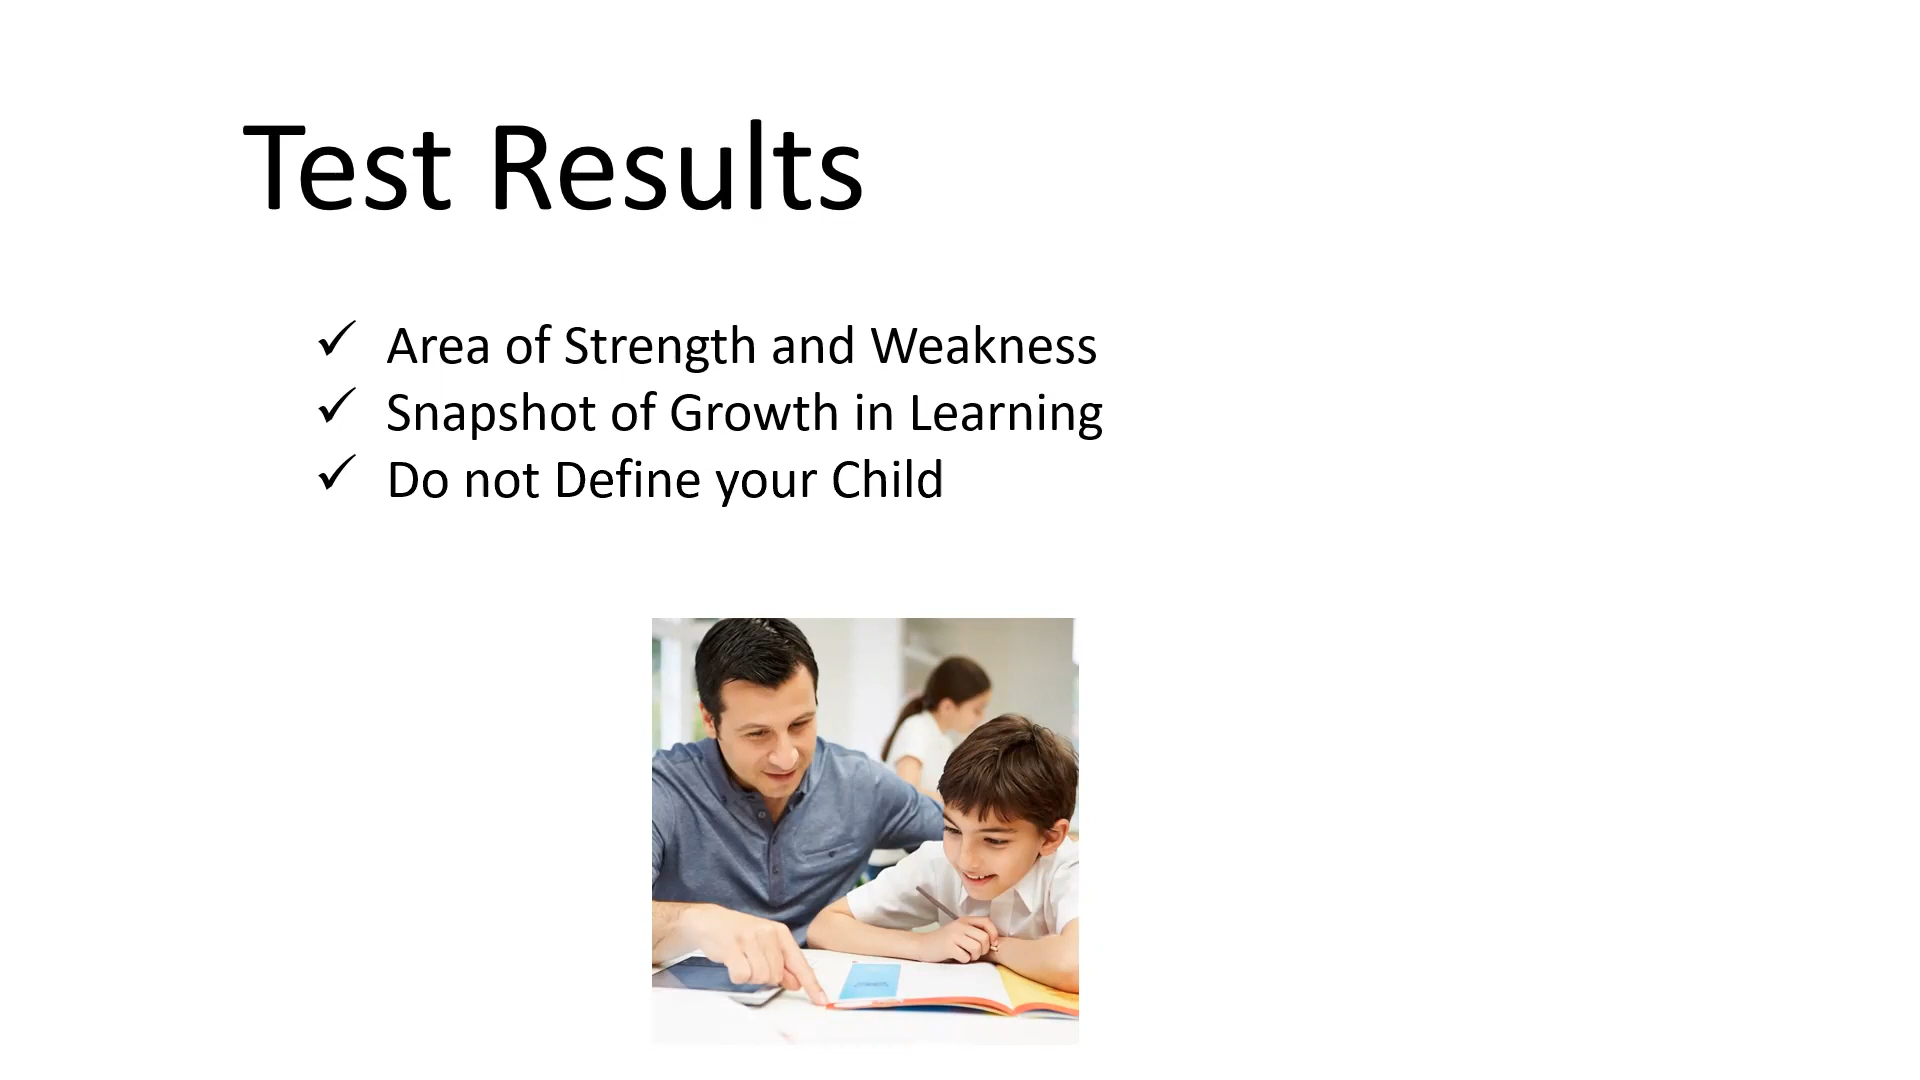 Test Results
✓ Area of Strength and Weakness
✓ Snapshot of Growth in Learning
✓ Do not Define your Child